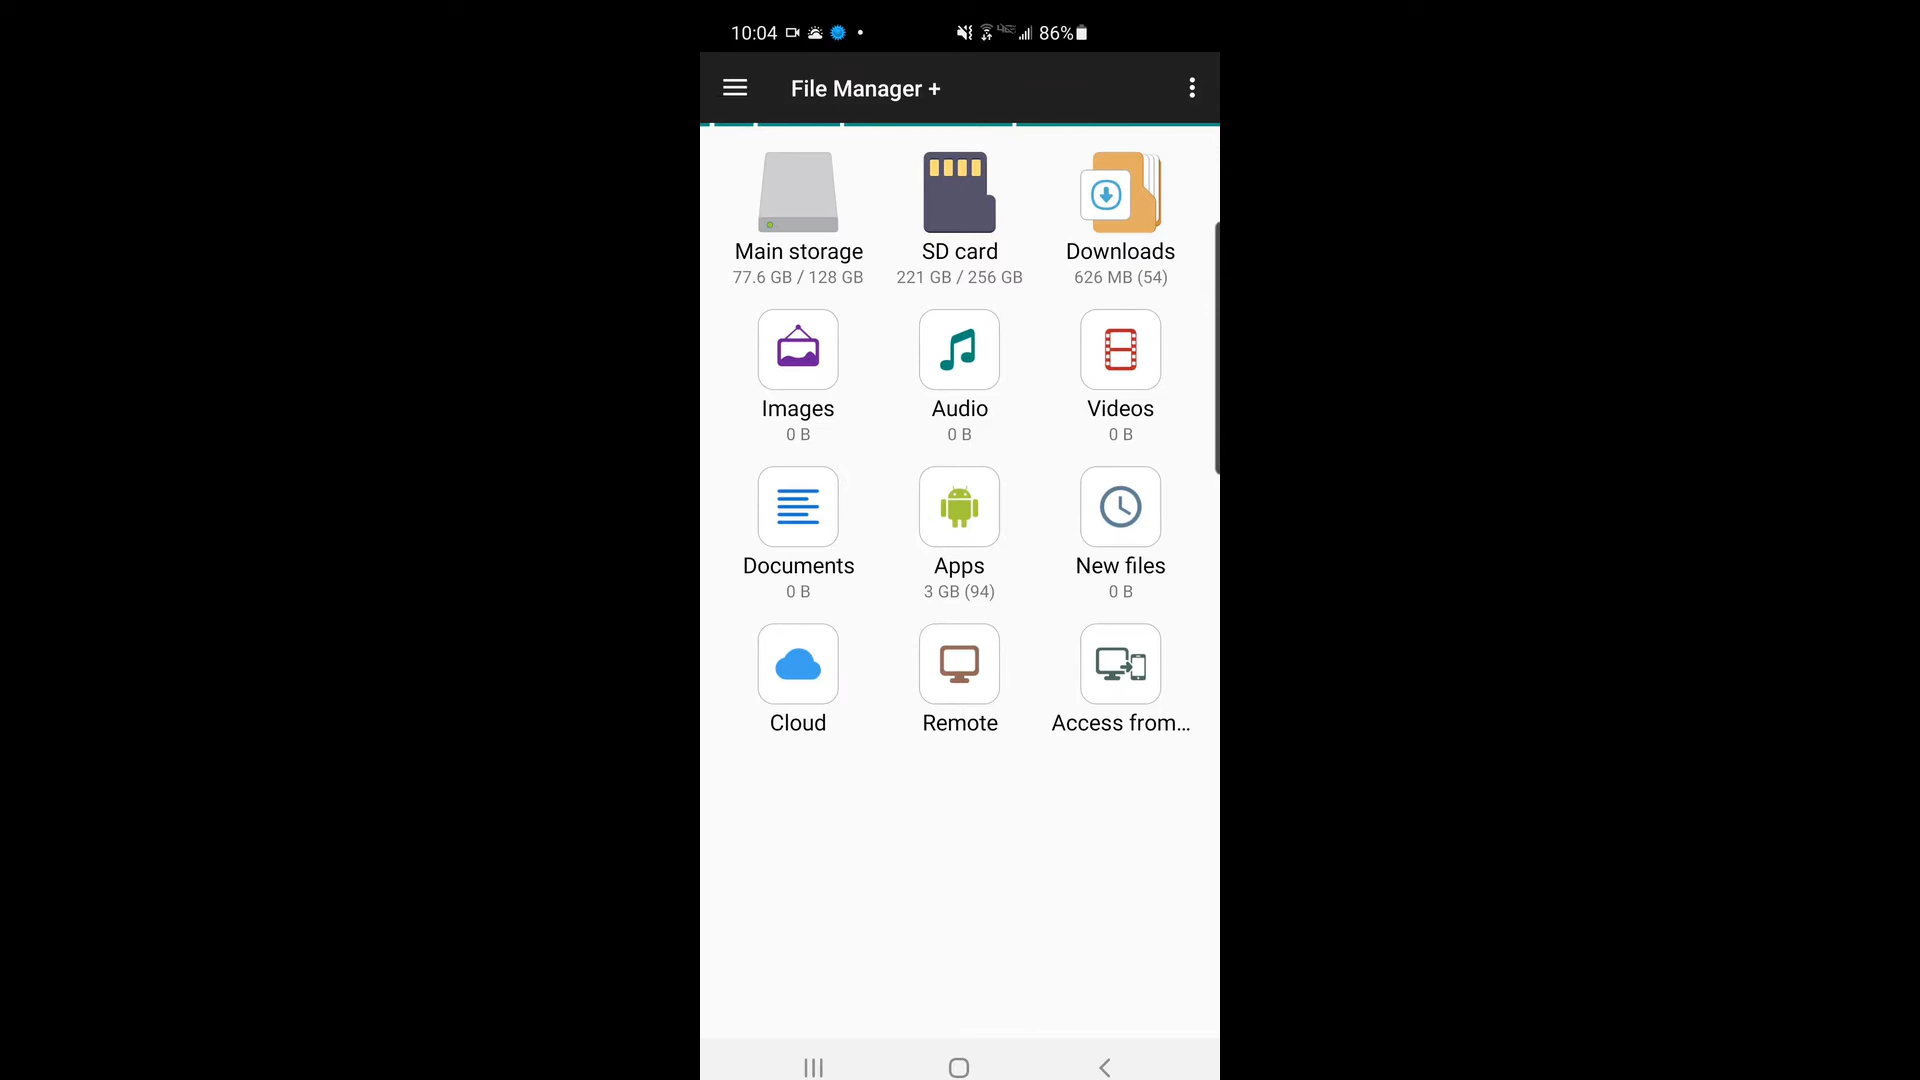 10:04 86%
File Manager +
Main storage SD card Downloads
77.6 GB / 128 GB 221 GB / 256 GB 626 MB (54)
Images Audio Videos
0 B 0 B 0 B
Documents Apps New files
0 B 3 GB (94) 0 B
Cloud Remote Access from...